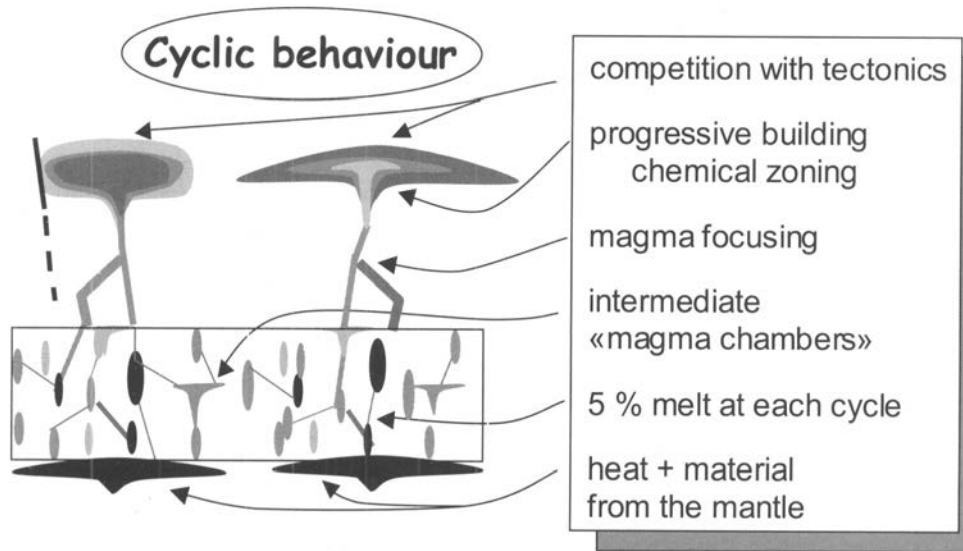 Cyclic behaviour
competition with tectonics
progressive building
chemical zoning
magma focusing
intermediate
«magma chambers»
5 % melt at each cycle
heat + material
from the mantle